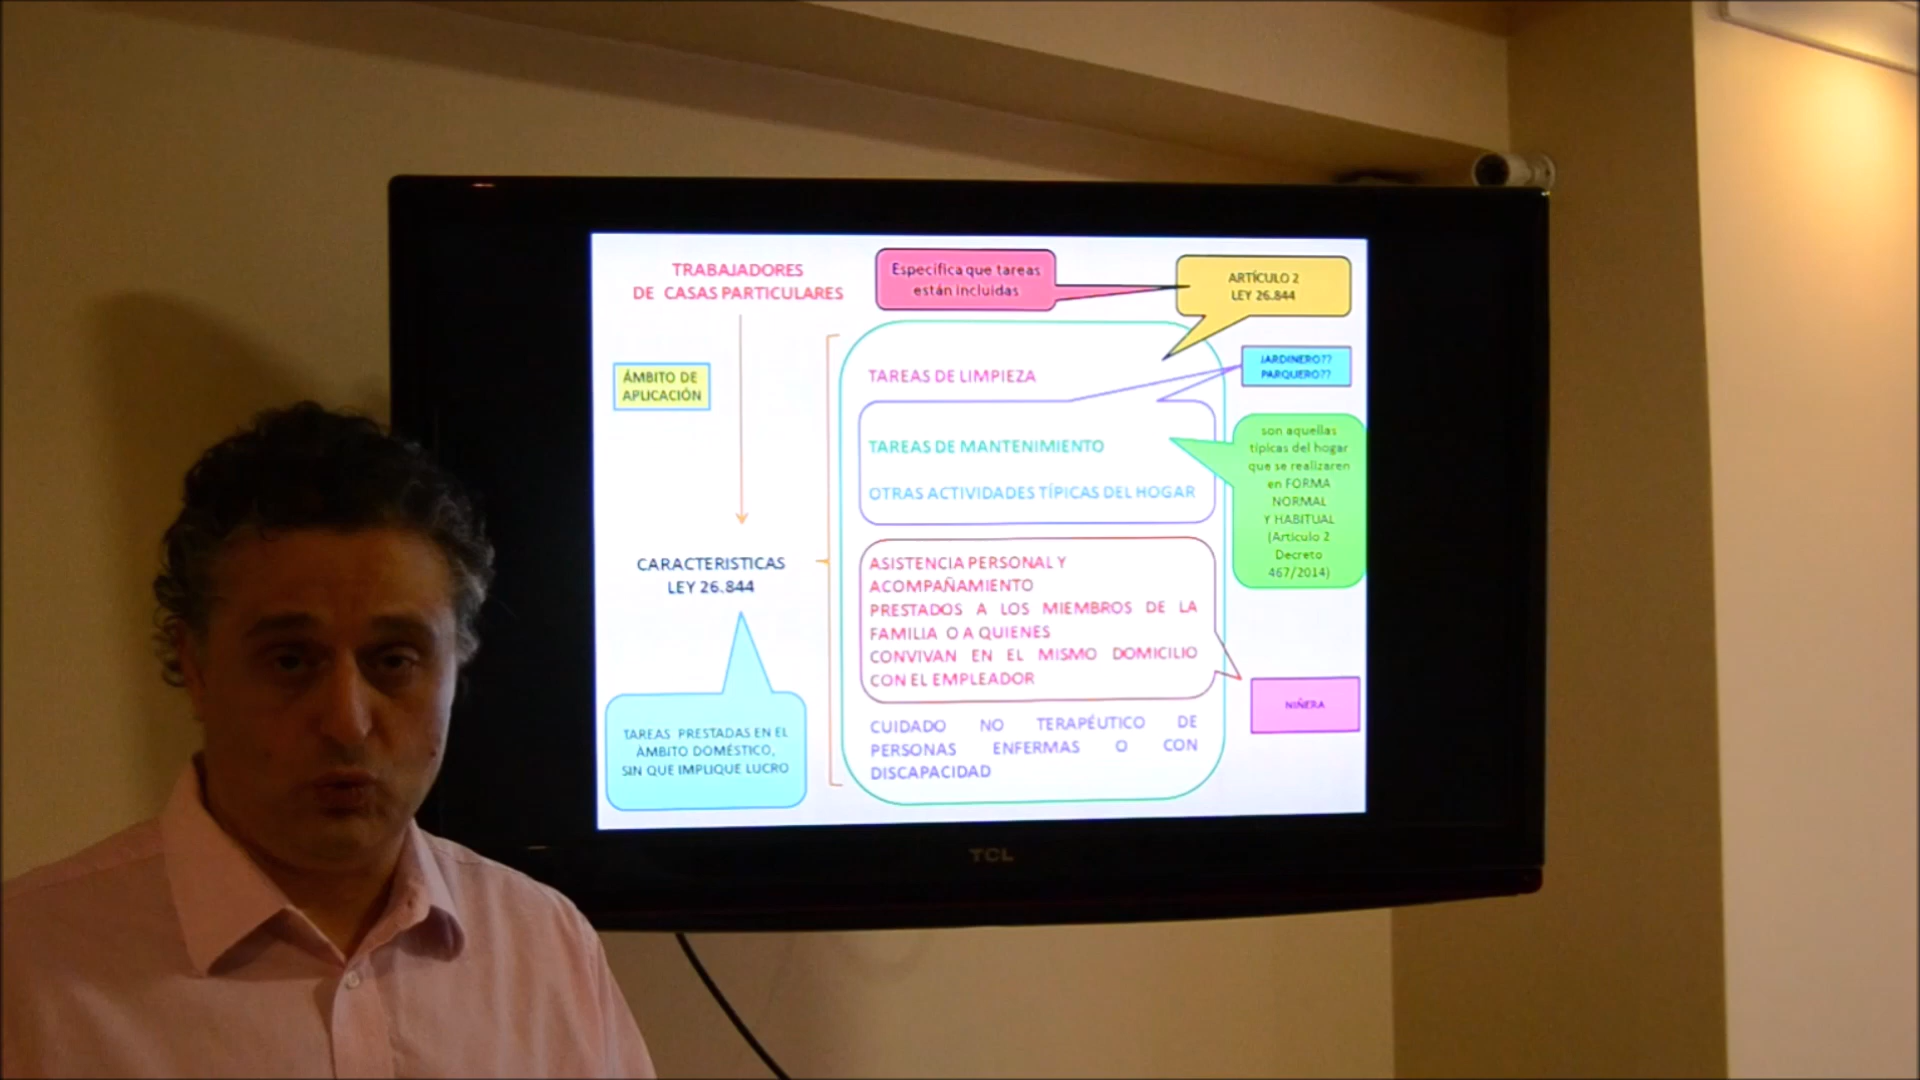 TRABAJADORES
DE CASAS PARTICULARES
Especifica que tareas
están incluidas
ARTÍCULO 2
LEY 26.844
ÁMBITO DE
APLICACIÓN
TAREAS DE LIMPIEZA
JARDINERO??
PARQUERO??
TAREAS DE MANTENIMIENTO
OTRAS ACTIVIDADES TÍPICAS DEL HOGAR
son aquellas
típicas del hogar
que se realizaren
en FORMA
NORMAL
Y HABITUAL
(Artículo 2
Decreto
467/2014)
CARACTERISTICAS
LEY 26.844
ASISTENCIA PERSONAL Y
ACOMPAÑAMIENTO
PRESTADOS A LOS MIEMBROS DE LA
FAMILIA O A QUIENES
CONVIVAN EN EL MISMO DOMICILIO
CON EL EMPLEADOR
NIÑERA
TAREAS PRESTADAS EN EL
ÁMBITO DOMÉSTICO,
SIN QUE IMPLIQUE LUCRO
CUIDADO NO TERAPÉUTICO DE
PERSONAS ENFERMAS O CON
DISCAPACIDAD
TCL